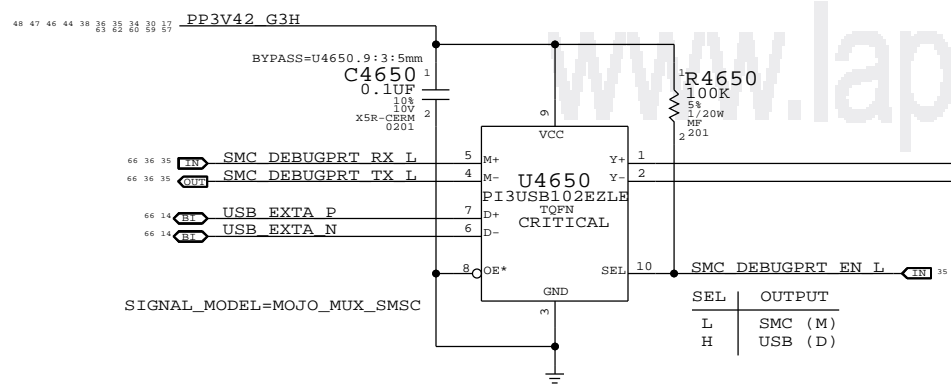 48 47 46 44 38 36 35 34 30 17 PP3V42_G3H
63 62 60 59 57
www.lap
BYPASS=U4650.9:3:5mm
C4650 1
0.1UF
10%
10V
X5R-CERM 2
0201
1 R4650
100K
5%
1/20W
MF
2 201
9
VCC
66 36 35 IN SMC_DEBUGPRT_RX_L 5 M+ Y+ 1
66 36 35 OUT SMC_DEBUGPRT_TX_L 4 M- Y- 2
U4650
PI3USB102EZLE
TQFN
CRITICAL
66 14 BI USB_EXTA_P 7 D+
66 14 BI USB_EXTA_N 6 D-
8 OE* SEL 10 SMC_DEBUGPRT_EN_L IN 35
GND
3
SIGNAL_MODEL=MOJO_MUX_SMSC
SEL OUTPUT
L SMC (M)
H USB (D)